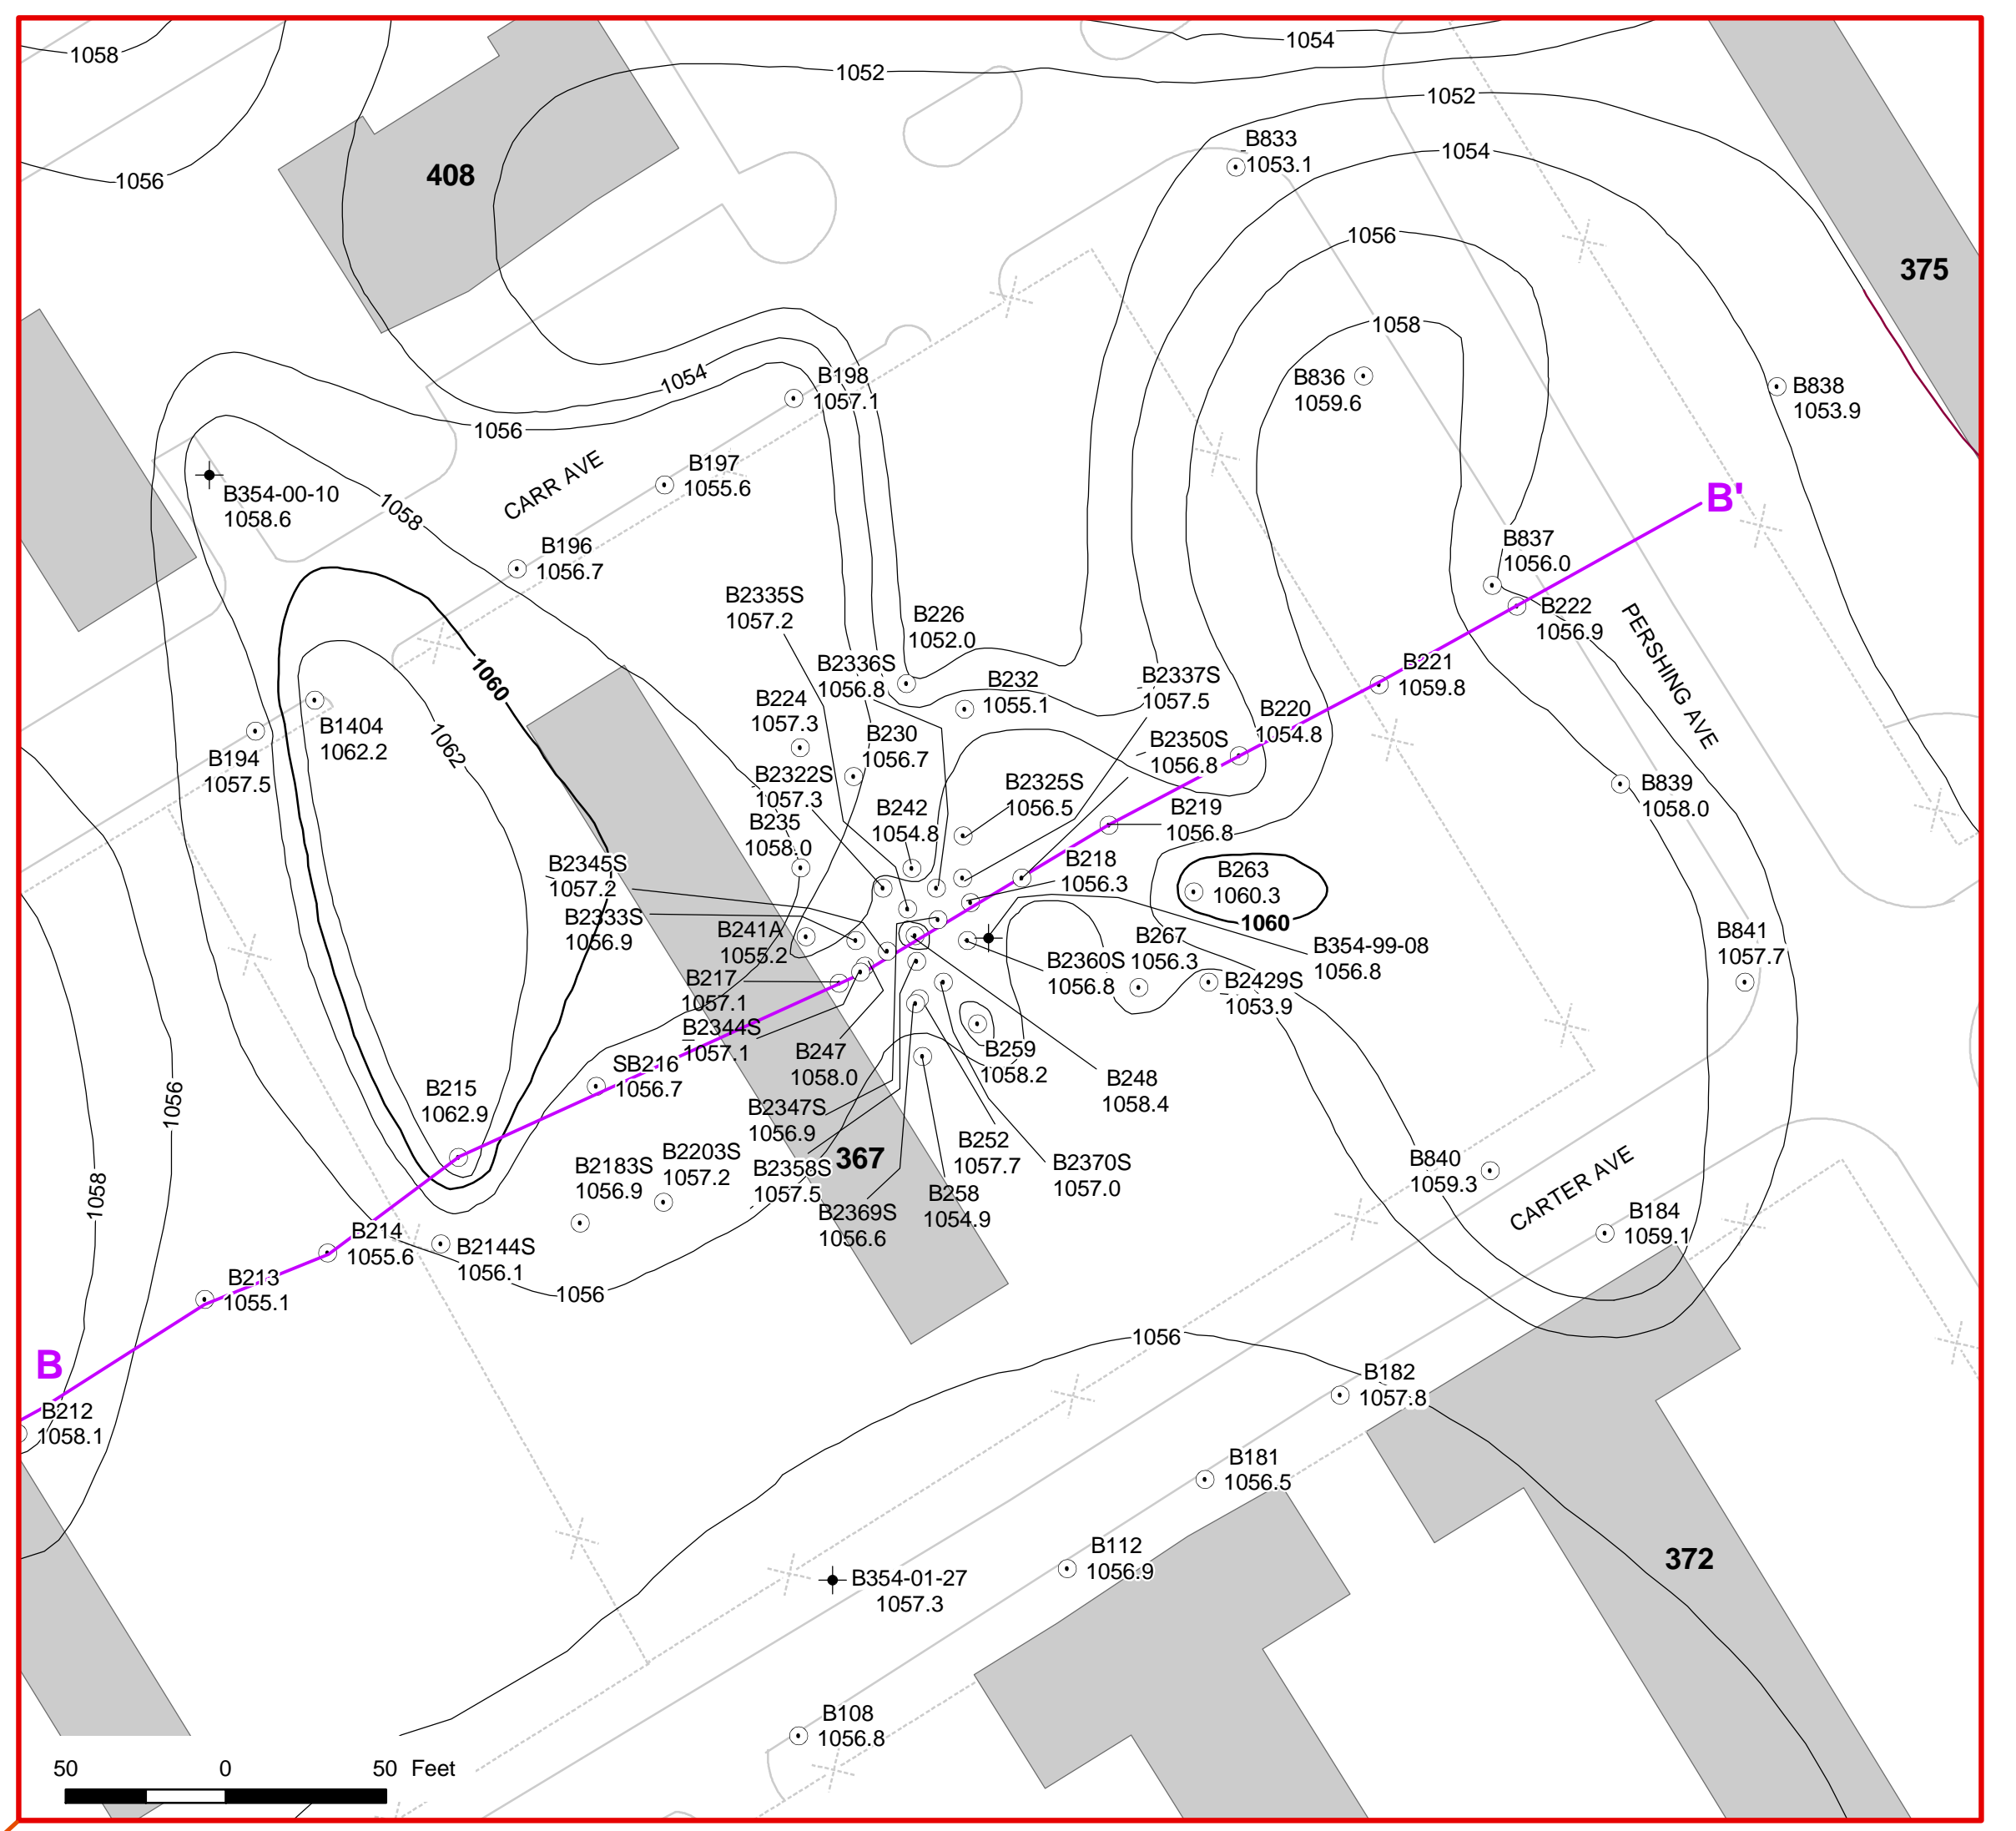 1058
1054
1052
1052
1054
1056
408
B833
1053.1
1056
375
1058
1054
B198
1057.1
B836
1059.6
B838
1053.9
1056
CARR AVE
B197
1055.6
B354-00-10
1058.6
1058
B'
B196
1056.7
B837
1056.0
B2335S
1057.2
B226
1052.0
B222
1056.9
PERSHING AVE
1060
B2336S
1056.8
B232
1055.1
B2337S
1057.5
B221
1059.8
B224
1057.3
B220
1054.8
B1404
1062.2
1062
B230
1056.7
B2350S
1056.8
B194
1057.5
B2322S
1057.3
B2325S
1056.5
B839
1058.0
B242
1054.8
B219
1056.8
B235
1058.0
B218
1056.3
B2345S
1057.2
B263
1060.3
1060
B2333S
1056.9
B241A
1055.2
B267
1056.3
B354-99-08
1056.8
B841
1057.7
B2360S
1056.8
B217
1057.1
B2429S
1053.9
B2344S
1057.1
B247
1058.0
B259
1058.2
SB216
1056.7
B248
1058.4
B215
1062.9
1056
B2347S
1056.9
B252
1057.7
B2370S
1057.0
B2203S
1057.2
B2183S
1056.9
B2358S
1057.5
367
B840
1059.3
CARTER AVE
1058
B258
1054.9
B2369S
1056.6
B184
1059.1
B214
1055.6
B2144S
1056.1
B213
1055.1
1056
1056
B
B182
1057.8
B212
1058.1
B181
1056.5
B112
1056.9
372
B354-01-27
1057.3
B108
1056.8
50 0 50 Feet